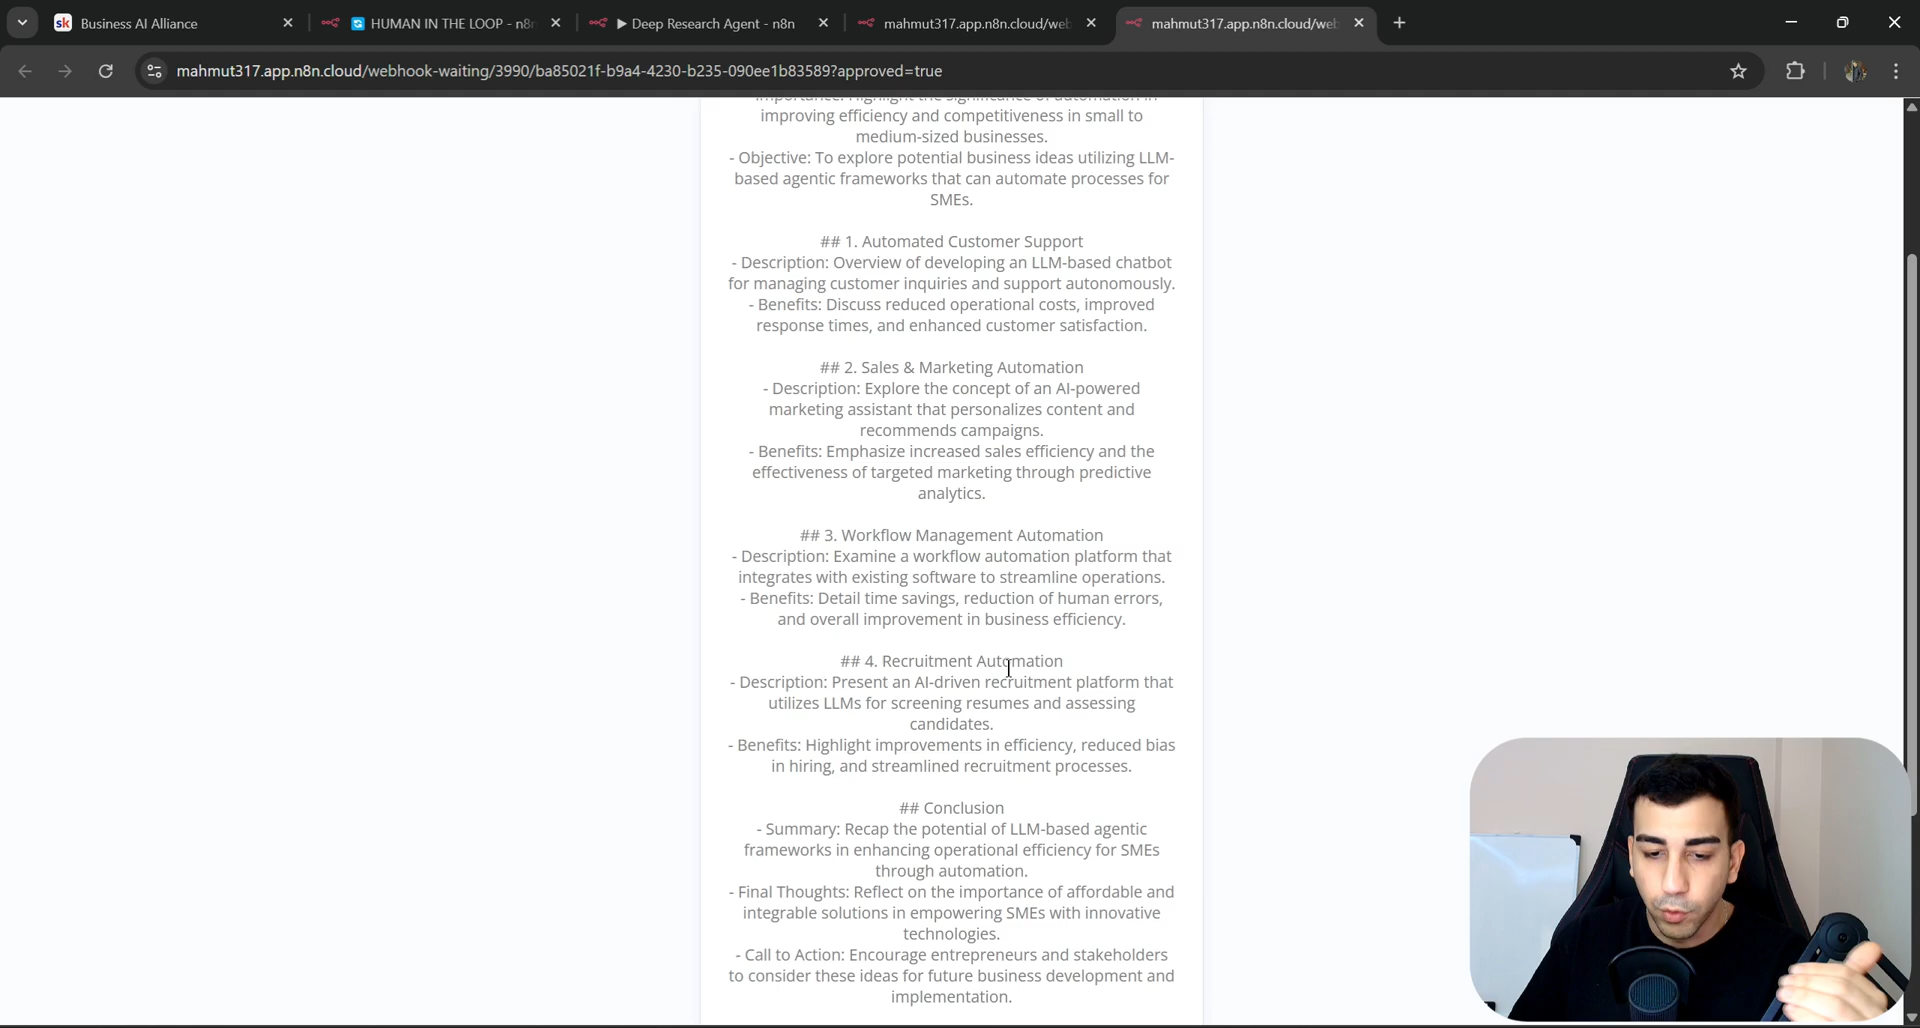 sk Business AI Alliance
HUMAN IN THE LOOP - n8n
▶ Deep Research Agent - n8n
mahmut317.app.n8n.cloud/web
mahmut317.app.n8n.cloud/web
mahmut317.app.n8n.cloud/webhook-waiting/3990/ba85021f-b9a4-4230-b235-090ee1b83589?approved=true
Importance: Highlight the significance of automation in
improving efficiency and competitiveness in small to
medium-sized businesses.
- Objective: To explore potential business ideas utilizing LLM-
based agentic frameworks that can automate processes for
SMEs.
## 1. Automated Customer Support
- Description: Overview of developing an LLM-based chatbot
for managing customer inquiries and support autonomously.
- Benefits: Discuss reduced operational costs, improved
response times, and enhanced customer satisfaction.
## 2. Sales & Marketing Automation
- Description: Explore the concept of an AI-powered
marketing assistant that personalizes content and
recommends campaigns.
- Benefits: Emphasize increased sales efficiency and the
effectiveness of targeted marketing through predictive
analytics.
## 3. Workflow Management Automation
- Description: Examine a workflow automation platform that
integrates with existing software to streamline operations.
- Benefits: Detail time savings, reduction of human errors,
and overall improvement in business efficiency.
## 4. Recruitment Automation
- Description: Present an AI-driven recruitment platform that
utilizes LLMs for screening resumes and assessing
candidates.
- Benefits: Highlight improvements in efficiency, reduced bias
in hiring, and streamlined recruitment processes.
## Conclusion
- Summary: Recap the potential of LLM-based agentic
frameworks in enhancing operational efficiency for SMEs
through automation.
- Final Thoughts: Reflect on the importance of affordable and
integrable solutions in empowering SMEs with innovative
technologies.
- Call to Action: Encourage entrepreneurs and stakeholders
to consider these ideas for future business development and
implementation.